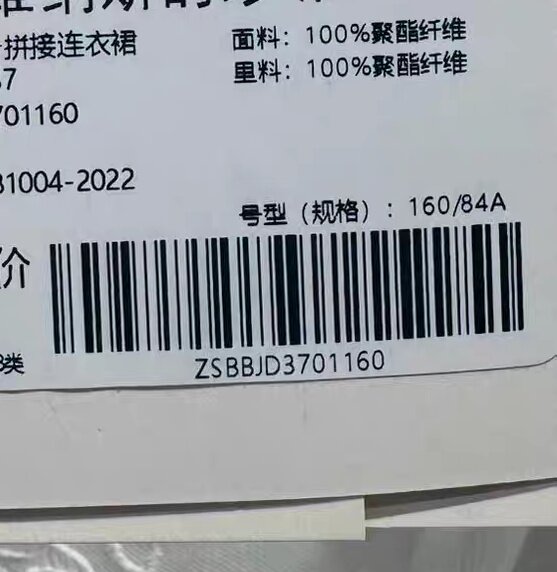 拼接连衣裙
面料：100%聚酯纤维
7
里料：100%聚酯纤维
701160
31004-2022
号型（规格）：160/84A
价
ZSBBJD3701160
类